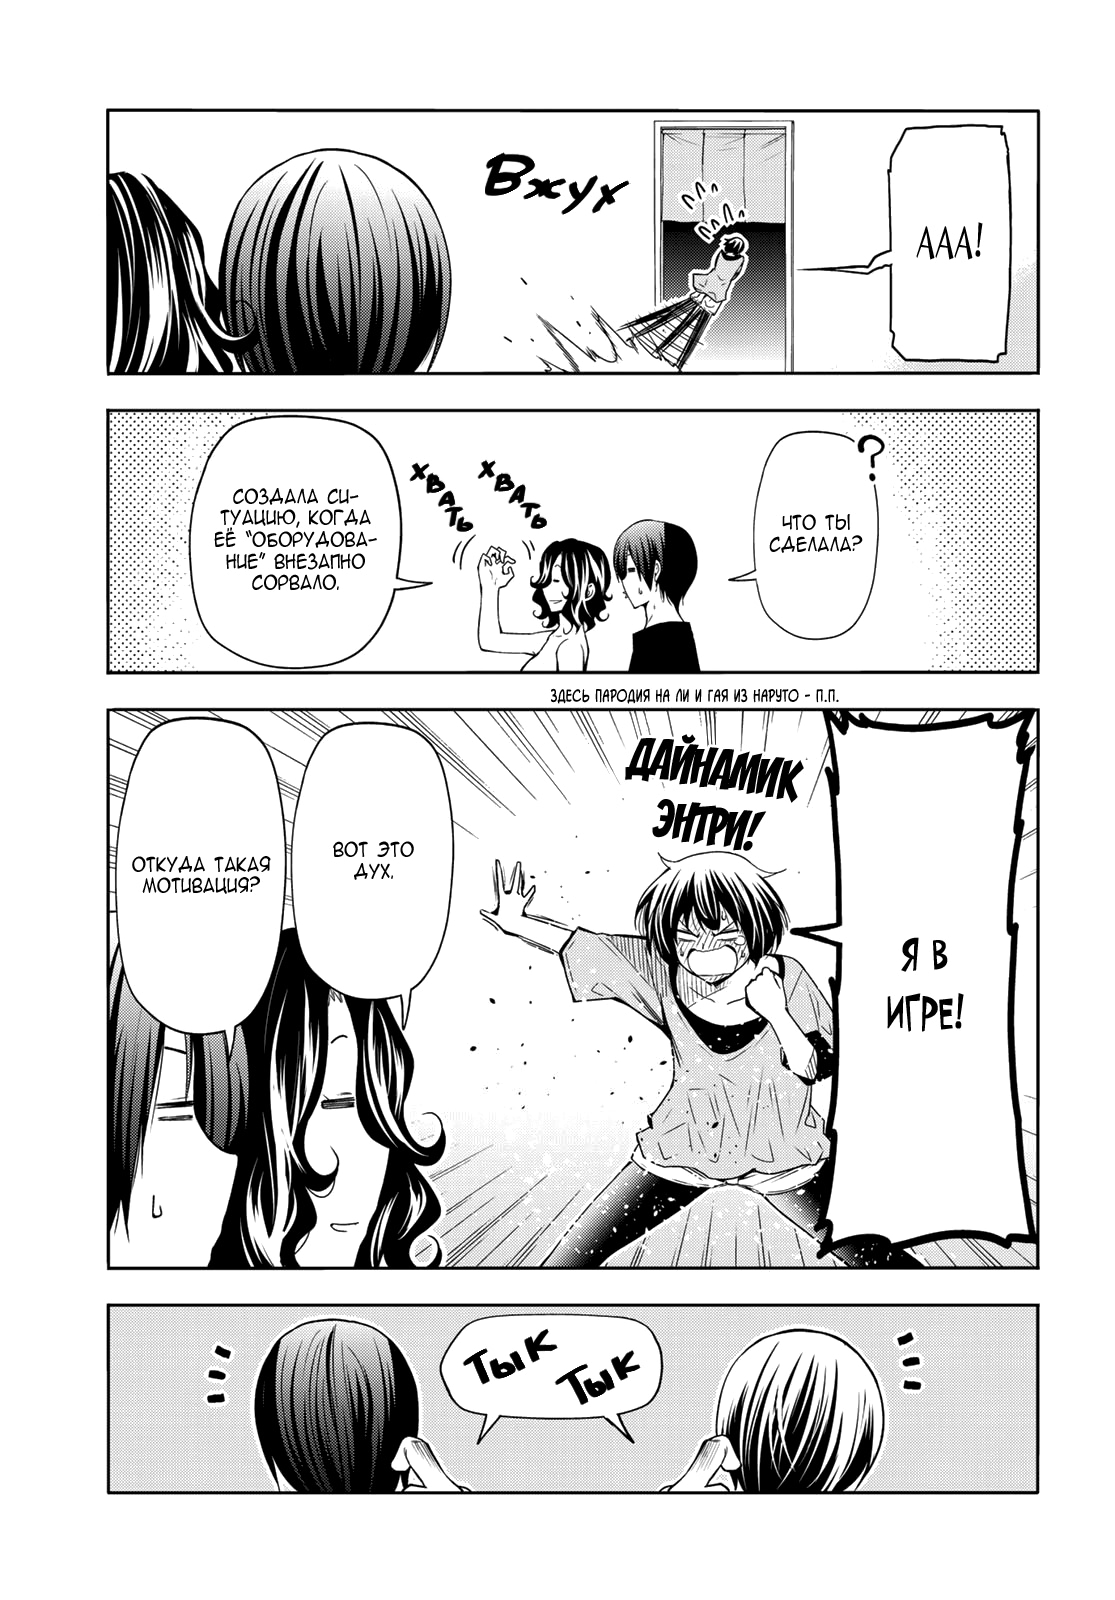 ААА!
Вжух
ЧТО ТЫ
СДЕЛАЛА?
?
ХВАТЬ
ХВАТЬ
СОЗДАЛА СИ-
ТУАЦИЮ, КОГДА
ЕЁ "ОБОРУДОВА-
НИЕ" ВНЕЗАПНО
СОРВАЛО.
ЗДЕСЬ ПАРОДИЯ НА ЛИ И ГАЯ ИЗ НАРУТО - П.П.
Я В
ИГРЕ!
ДАЙНАМИК
ЭНТРИ!
ВОТ ЭТО
ДУХ.
ОТКУДА ТАКАЯ
МОТИВАЦИЯ?
ТЫК
ТЫК